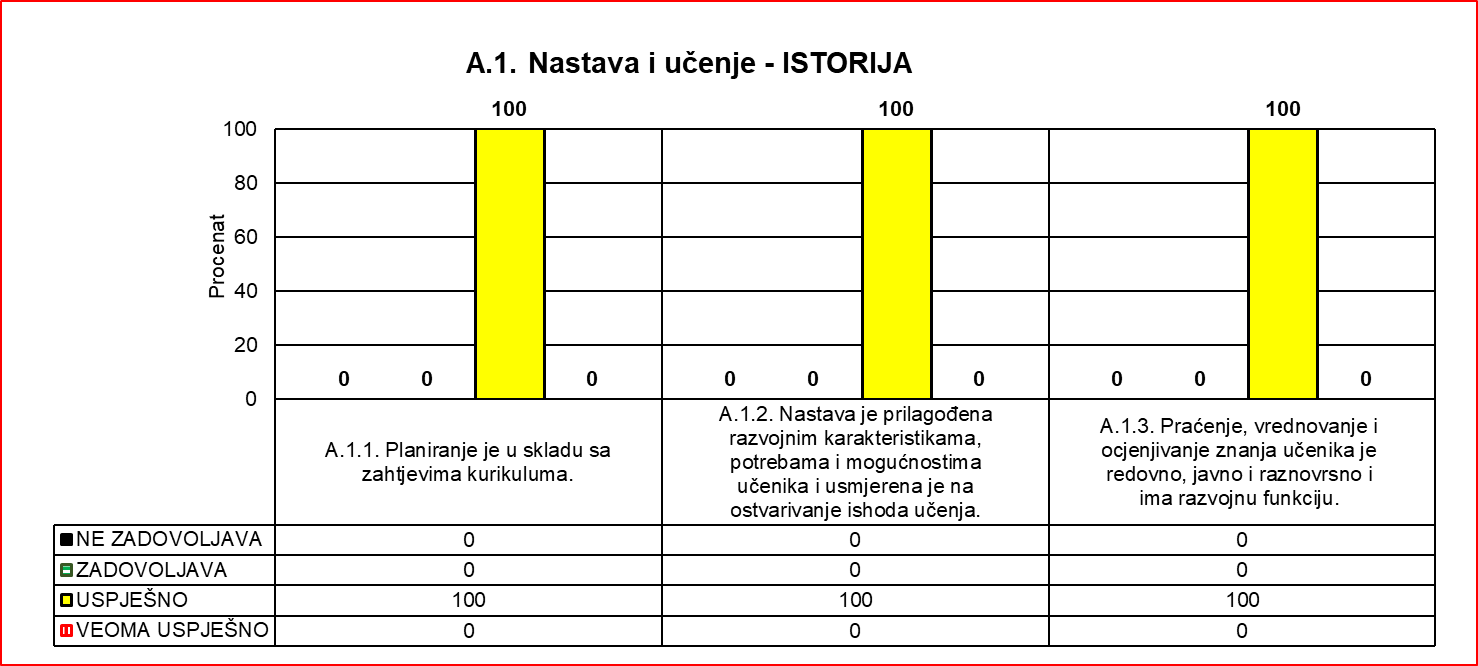 A.1. Nastava i učenje - ISTORIJA
100 100 100
Procenat
100
80
60
40
20
0
0 0 0 0 0 0 0 0 0
A.1.1. Planiranje je u skladu sa
zahtjevima kurikuluma.
A.1.2. Nastava je prilagođena
razvojnim karakteristikama,
potrebama i mogućnostima
učenika i usmjerena je na
ostvarivanje ishoda učenja.
A.1.3. Praćenje, vrednovanje i
ocjenjivanje znanja učenika je
redovno, javno i raznovrsno i
ima razvojnu funkciju.
NE ZADOVOLJAVA 0 0 0
ZADOVOLJAVA 0 0 0
USPJEŠNO 100 100 100
VEOMA USPJEŠNO 0 0 0